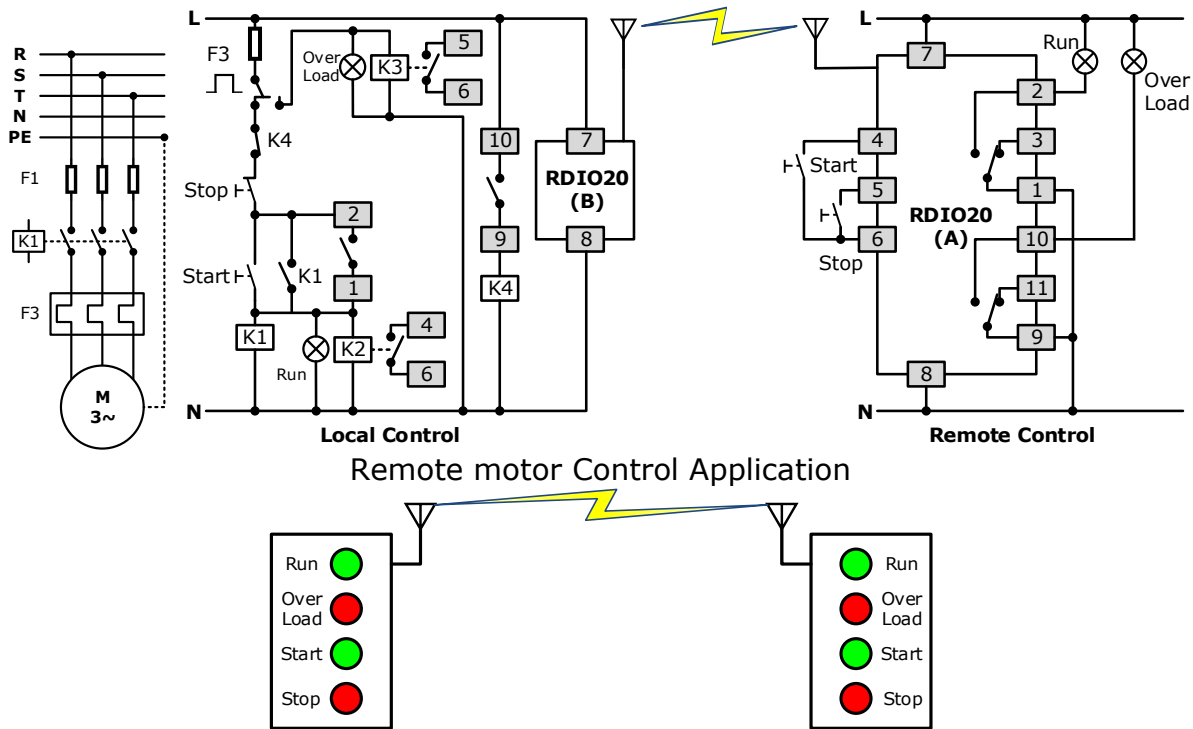 R
S
T
N
PE
F1
K1
F3
M
3~
L
F3
Over
Load
K3
5
6
K4
Stop
2
Start
K1
1
K1
Run
K2
4
6
10
9
K4
7
RDIO20
(B)
8
N
Local Control
L
7
Run
Over
Load
2
4
Start
3
5
1
RDIO20
(A)
6
10
Stop
11
9
8
N
Remote Control
Remote motor Control Application
Run
Over
Load
Start
Stop
Run
Over
Load
Start
Stop